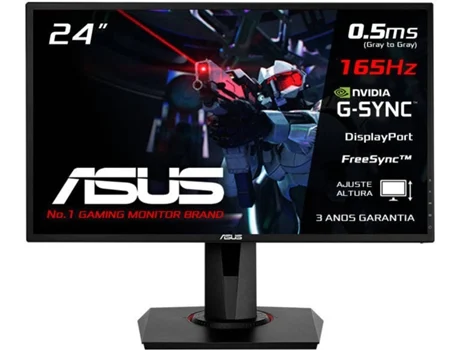 24”
0.5ms
(Gray to Gray)
165Hz
NVIDIA
G-SYNC™
DisplayPort
FreeSync™
AJUSTE
ALTURA
3 ANOS GARANTIA
ASUS
No.1 GAMING MONITOR BRAND
ASUS